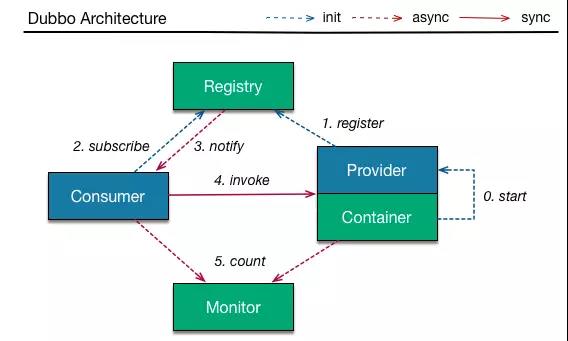 Dubbo Architecture
init
async
sync
Registry
1. register
2. subscribe
3. notify
Provider
4. invoke
Consumer
0. start
Container
5. count
Monitor